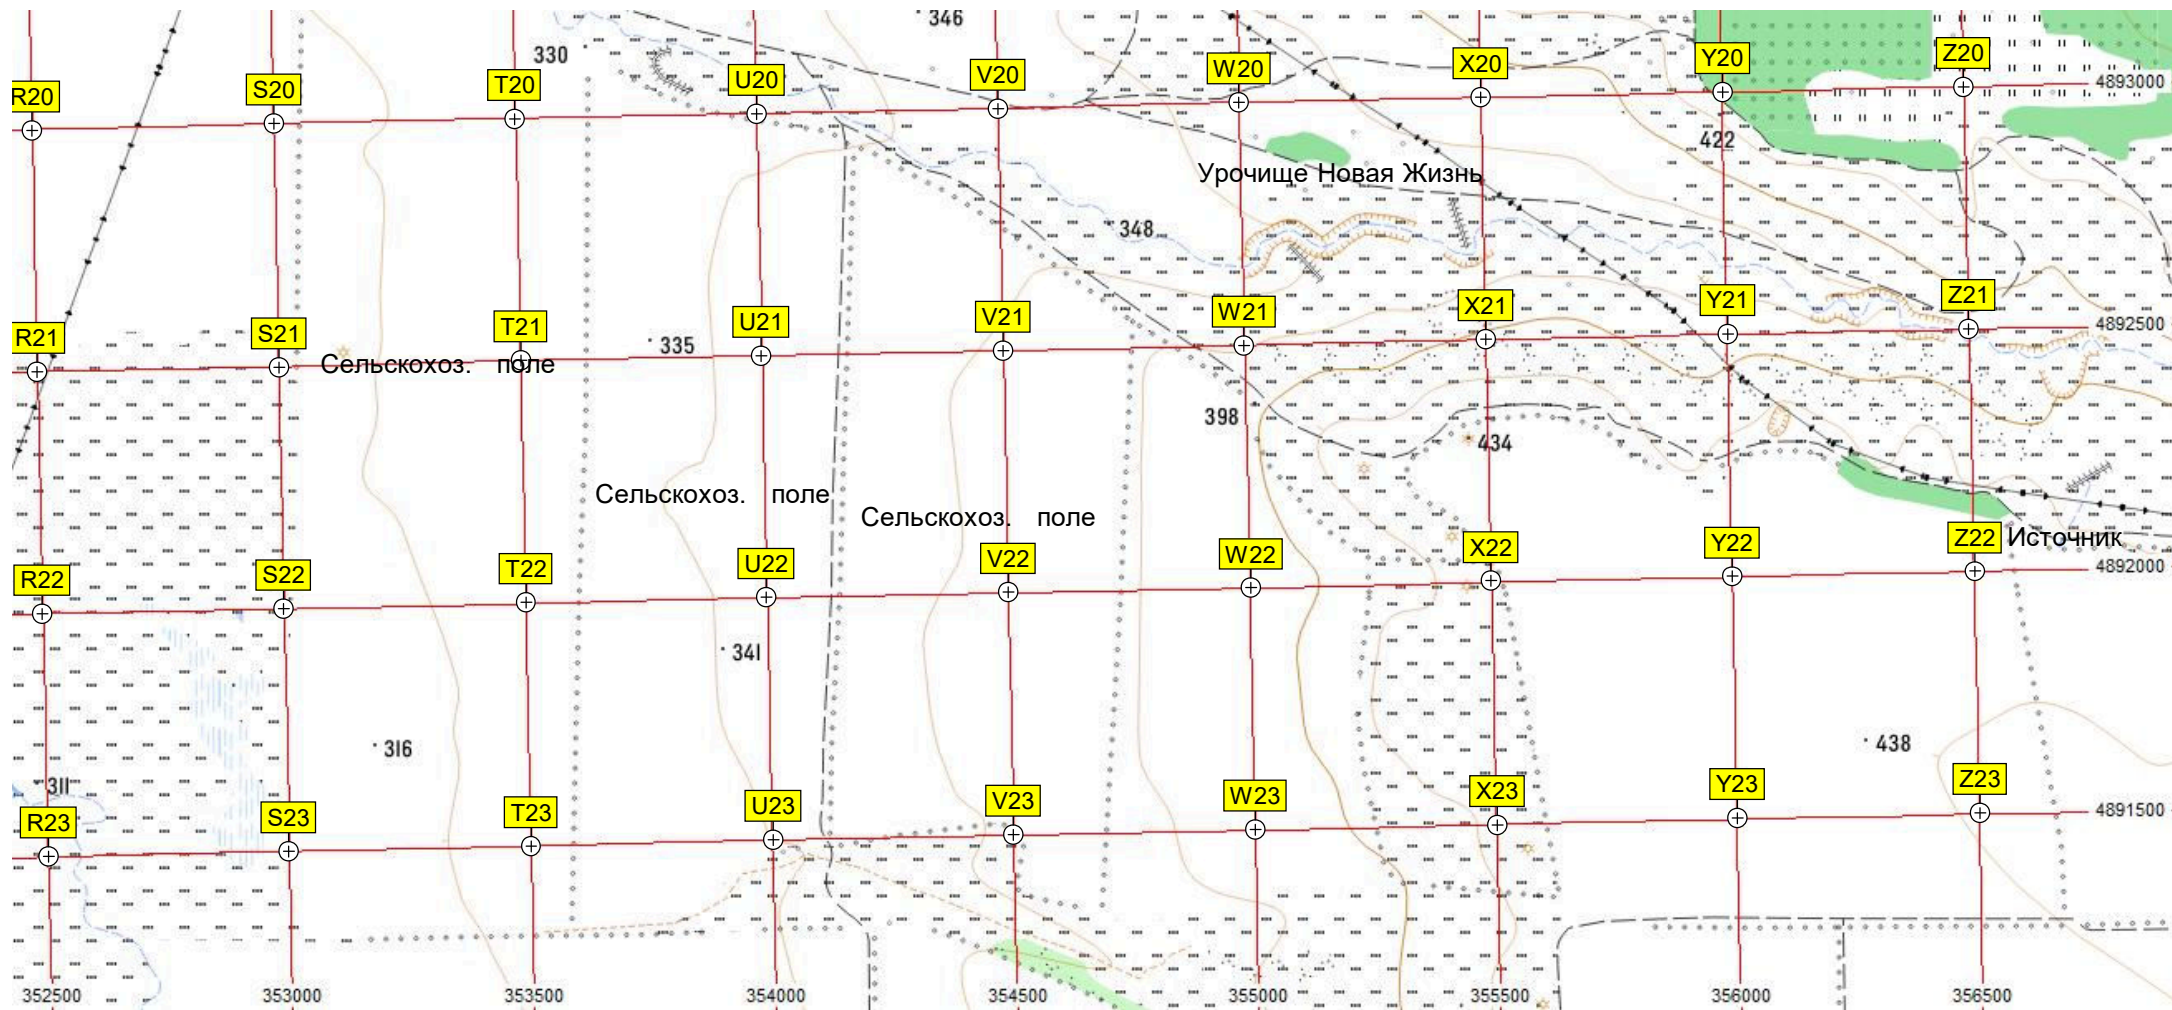 346
330
R20 S20 T20 U20 V20 W20 X20 Y20 Z20
4893000
422
Урочище Новая Жизнь
348
R21 S21 T21 U21 V21 W21 X21 Y21 Z21
4892500
335
Сельскохоз. поле
398
434
Сельскохоз. поле
Сельскохоз. поле
Источник
R22 S22 T22 U22 V22 W22 X22 Y22 Z22
4892000
341
316
438
311
R23 S23 T23 U23 V23 W23 X23 Y23 Z23
4891500
352500 353000 353500 354000 354500 355000 355500 356000 356500